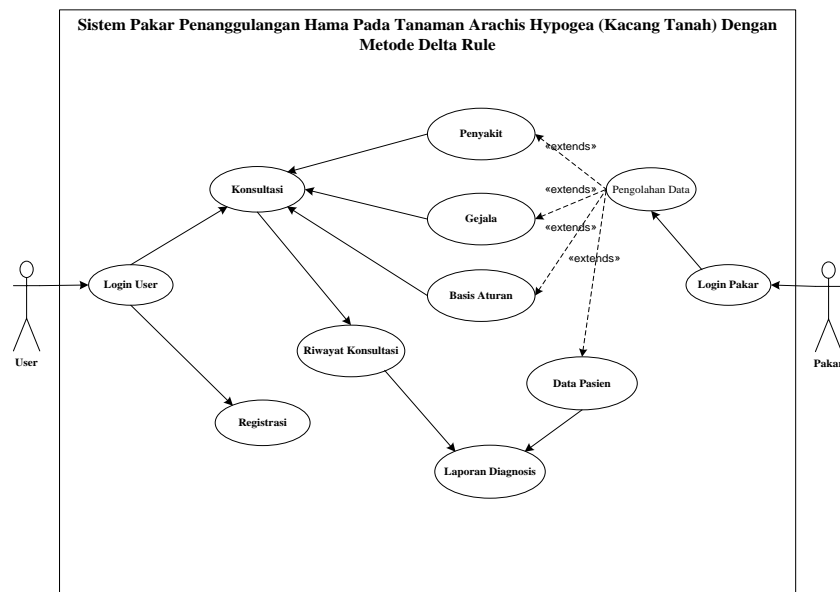 Sistem Pakar Penanggulangan Hama Pada Tanaman Arachis Hypogea (Kacang Tanah) Dengan
Metode Delta Rule
Penyakit
«extends»
Konsultasi
«extends»
Pengolahan Data
Gejala
«extends»
«extends»
Login User
Basis Aturan
Login Pakar
Riwayat Konsultasi
User
Pakar
Data Pasien
Registrasi
Laporan Diagnosis